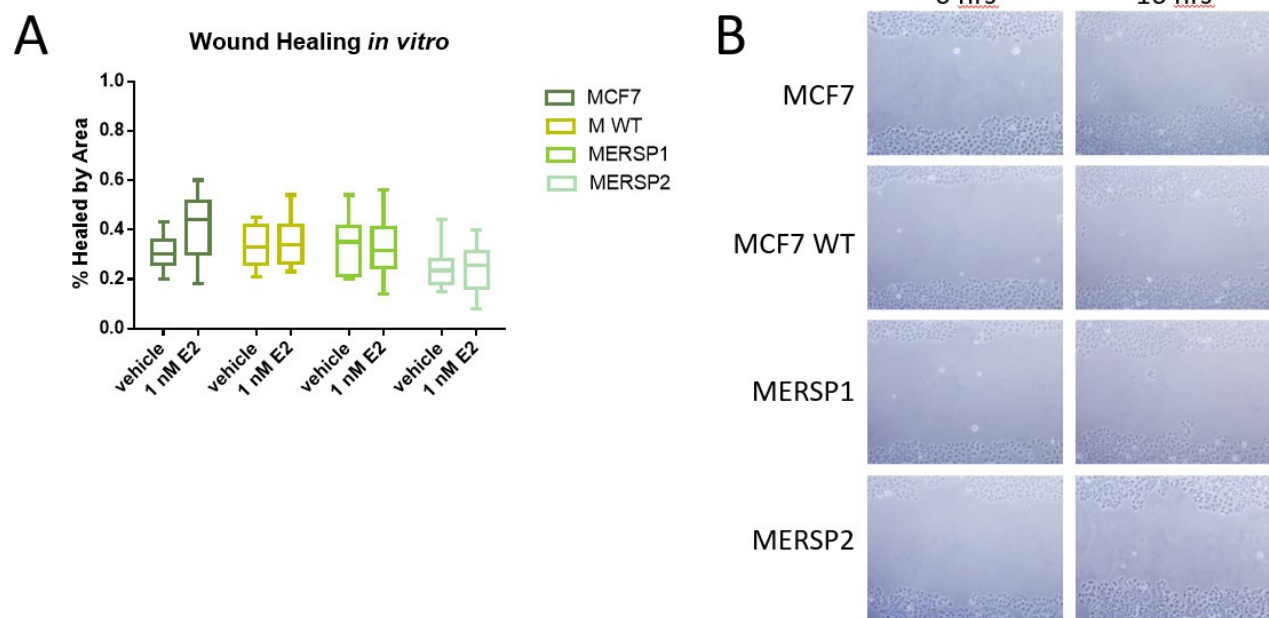 A
Wound Healing in vitro
% Healed by Area
1.0
0.8
0.6
0.4
0.2
0.0
vehicle
1 nM E2
vehicle
1 nM E2
vehicle
1 nM E2
vehicle
1 nM E2
MCF7
M WT
MERSP1
MERSP2
B
hrs
hrs
MCF7
MCF7 WT
MERSP1
MERSP2